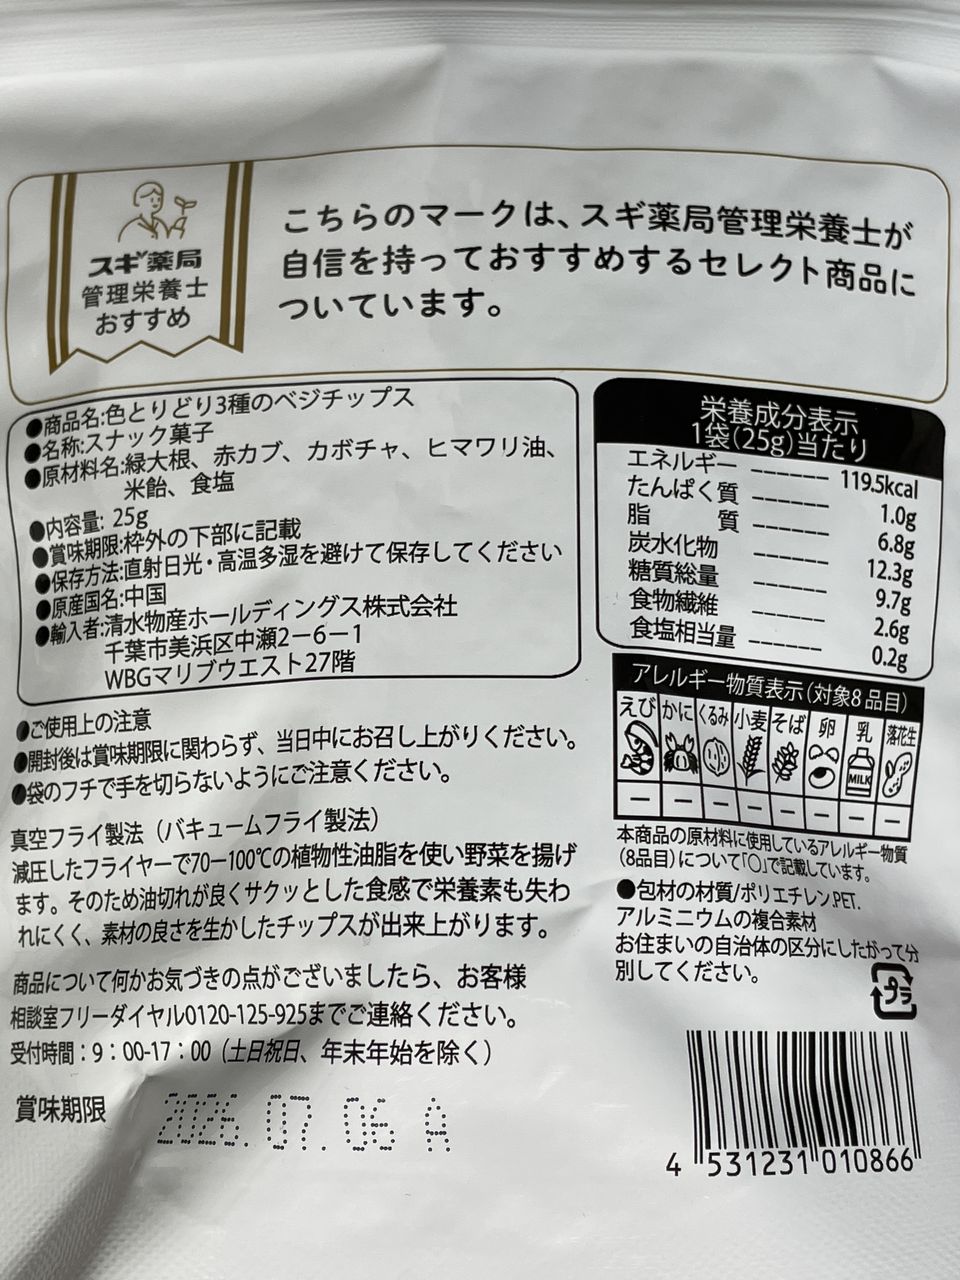 スギ薬局
管理栄養士
おすすめ
こちらのマークは、スギ薬局管理栄養士が
自信を持っておすすめするセレクト商品に
ついています。
●商品名:色とりどり3種のベジチップス
●名称:スナック菓子
●原材料名:緑大根、赤カブ、カボチャ、ヒマワリ油、
米飴、食塩
●内容量: 25g
●賞味期限:枠外の下部に記載
●保存方法:直射日光・高温多湿を避けて保存してください
●原産国名:中国
●輸入者:清水物産ホールディングス株式会社
千葉市美浜区中瀬2－6－1
WBGマリブウエスト27階
栄養成分表示
1袋(25g)当たり
エネルギー 119.5kcal
たんぱく質 1.0g
脂質 6.8g
炭水化物 12.3g
糖質総量 9.7g
食物繊維 2.6g
食塩相当量 0.2g
アレルギー物質表示(対象8品目)
えび かに くるみ 小麦 そば 卵 乳 落花生
MILK
－ － － － － － － －
本商品の原材料に使用しているアレルギー物質
(8品目)について「○」で記載しています。
●包材の材質/ポリエチレン,PET,
アルミニウムの複合素材
お住まいの自治体の区分にしたがって分
別してください。
プラ
●ご使用上の注意
●開封後は賞味期限に関わらず、当日中にお召し上がりください。
●袋のフチで手を切らないようにご注意ください。
真空フライ製法（バキュームフライ製法）
減圧したフライヤーで70－100℃の植物性油脂を使い野菜を揚げ
ます。そのため油切れが良くサクッとした食感で栄養素も失わ
れにくく、素材の良さを生かしたチップスが出来上がります。
商品について何かお気づきの点がございましたら、お客様
相談室フリーダイヤル0120-125-925までご連絡ください。
受付時間：9：00-17：00（土日祝日、年末年始を除く）
賞味期限 2026.07.06 A
4 531231 010866